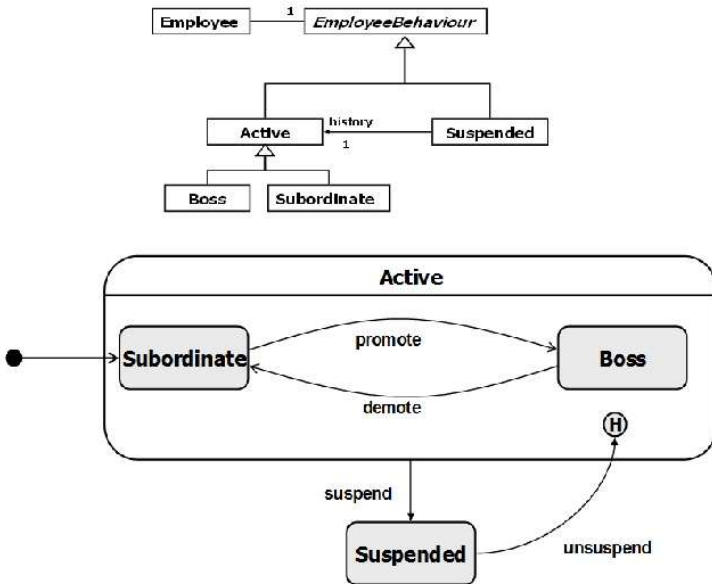 Employee
1
EmployeeBehaviour
Active
history
1
Suspended
Boss
Subordinate
Active
Subordinate
promote
Boss
demote
H
suspend
Suspended
unsuspend